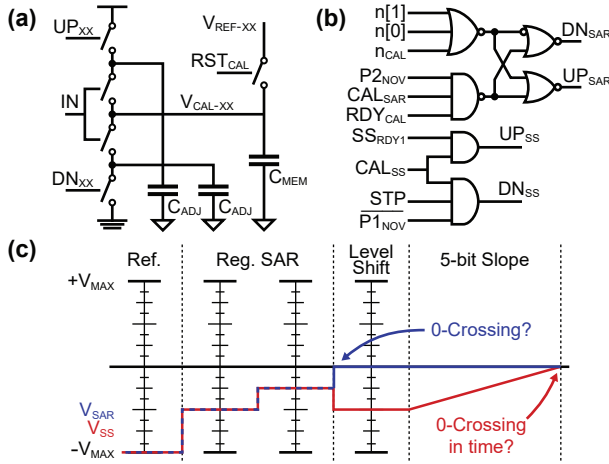 (a)
UP_XX
IN
DN_XX
V_REF-XX
RST_CAL
V_CAL-XX
C_ADJ
C_ADJ
C_MEM
(b)
n[1]
n[0]
n_CAL
P2_NOV
CAL_SAR
RDY_CAL
SS_RDY1
CAL_SS
STP
P1_NOV
DN_SAR
UP_SAR
UP_SS
DN_SS
(c)
Ref.
Reg. SAR
Level
Shift
5-bit Slope
+V_MAX
V_SAR
V_SS
−V_MAX
0-Crossing?
0-Crossing
in time?